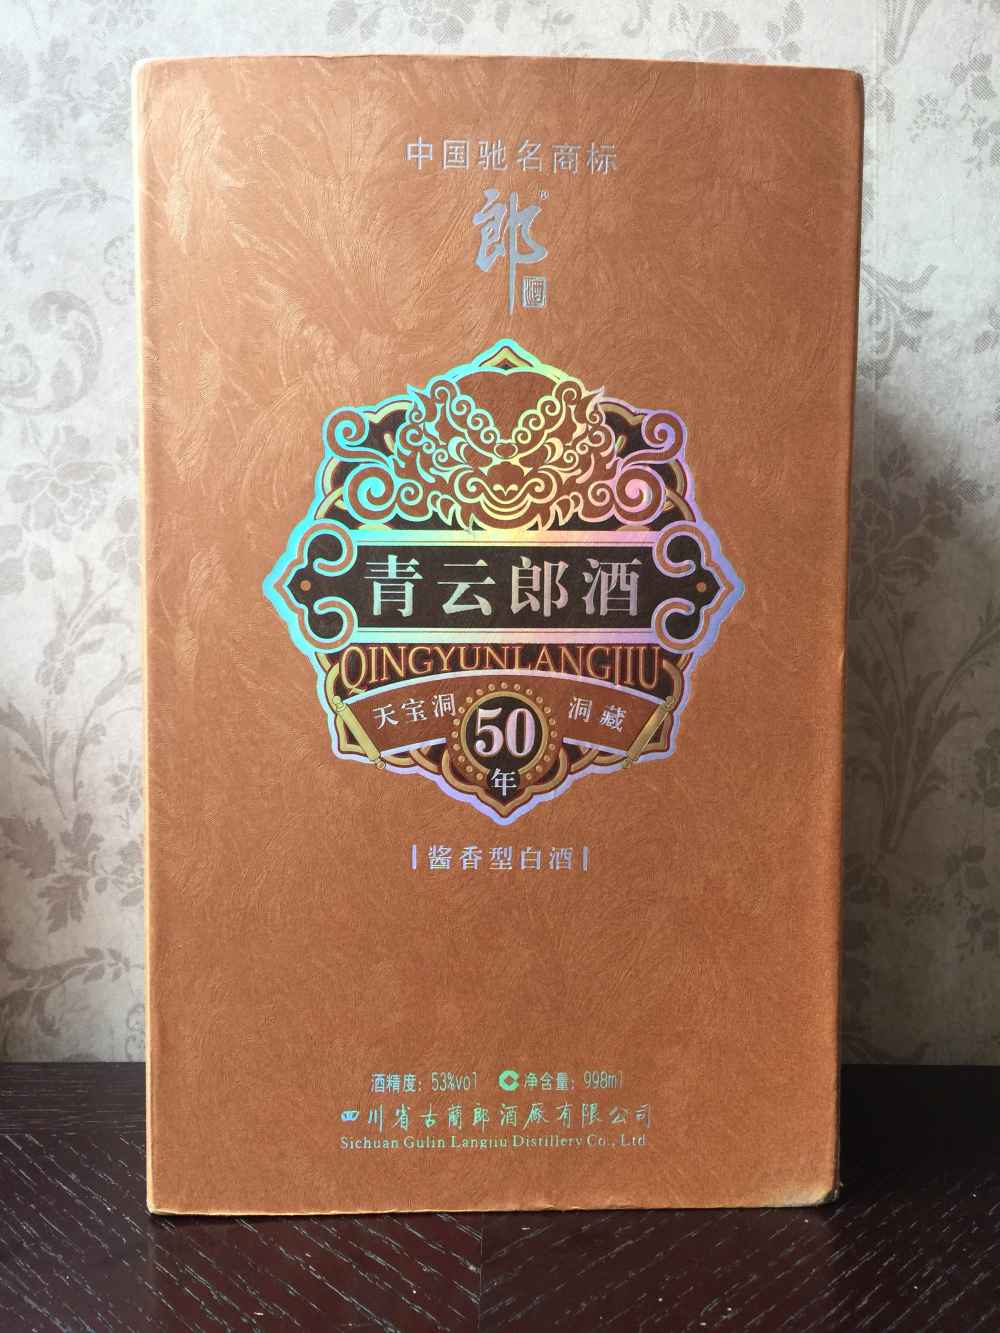 中国驰名商标
郎®
酒
青云郎酒
QINGYUNLANGJIU
天宝洞 50 洞藏
年
酱香型白酒
酒精度：53%vol 净含量：998ml
四川省古蔺郎酒厂有限公司
Sichuan Gulin Langjiu Distillery Co., Ltd.